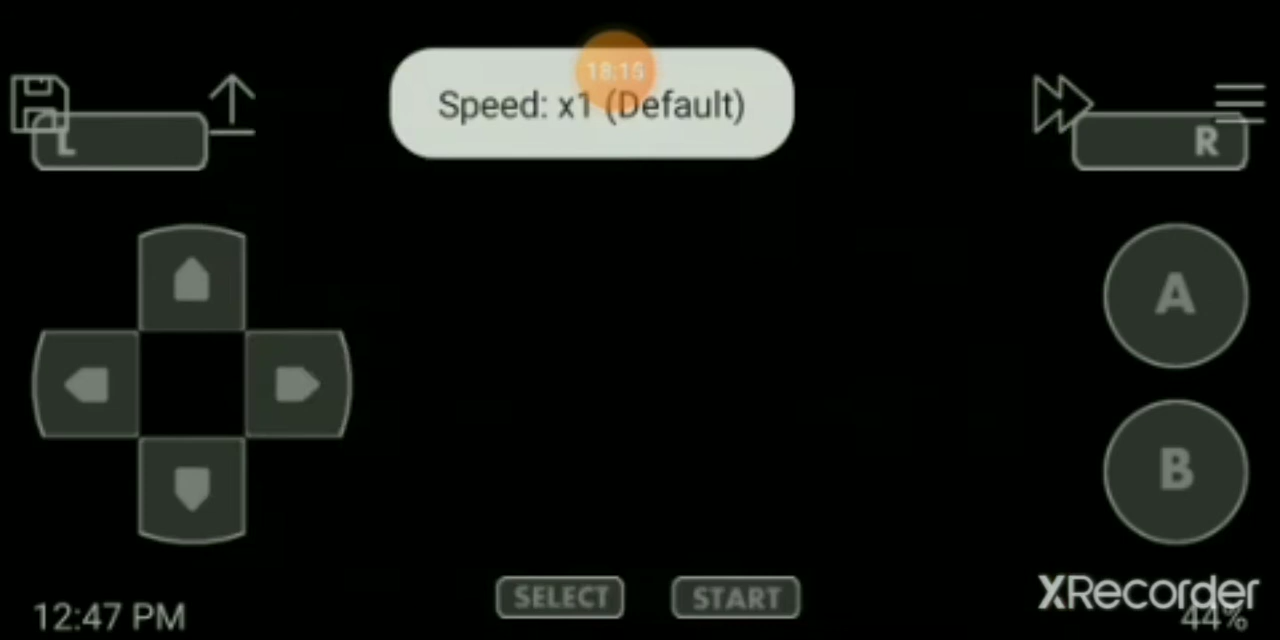 18:15
Speed: x1 (Default)
L
R
A
B
SELECT
START
12:47 PM
XRecorder
44%